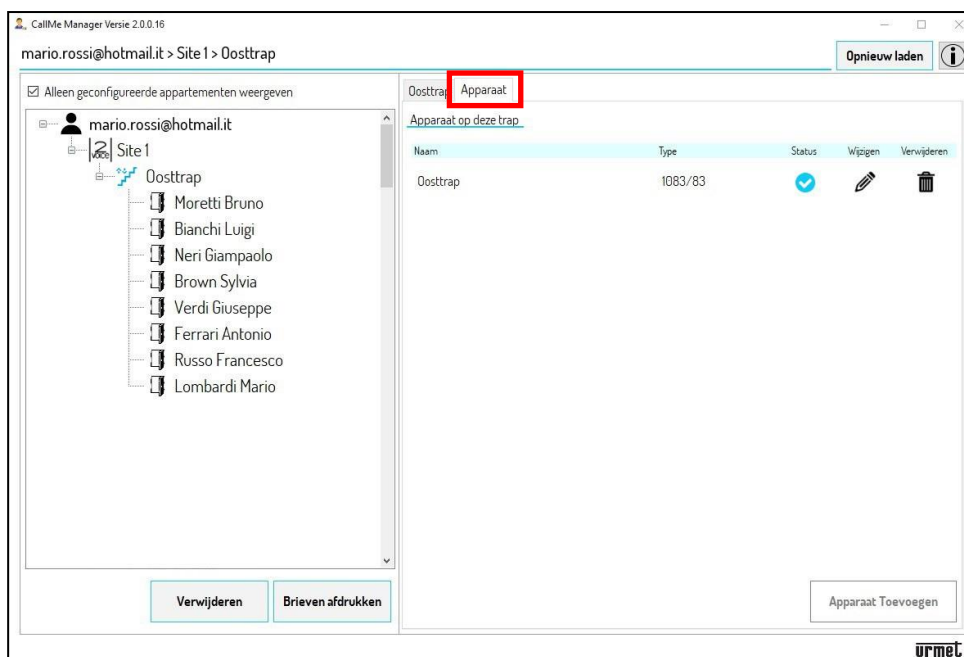 CallMe Manager Versie 2.0.0.16
mario.rossi@hotmail.it > Site 1 > Oosttrap
Opnieuw laden
Alleen geconfigureerde appartementen weergeven
mario.rossi@hotmail.it
2 voice Site 1
Oosttrap
Moretti Bruno
Bianchi Luigi
Neri Giampaolo
Brown Sylvia
Verdi Giuseppe
Ferrari Antonio
Russo Francesco
Lombardi Mario
Verwijderen Brieven afdrukken
Oosttrap Apparaat
Apparaat op deze trap
Naam Type Status Wijzigen Verwijderen
Oosttrap 1083/83
Apparaat Toevoegen
urmet